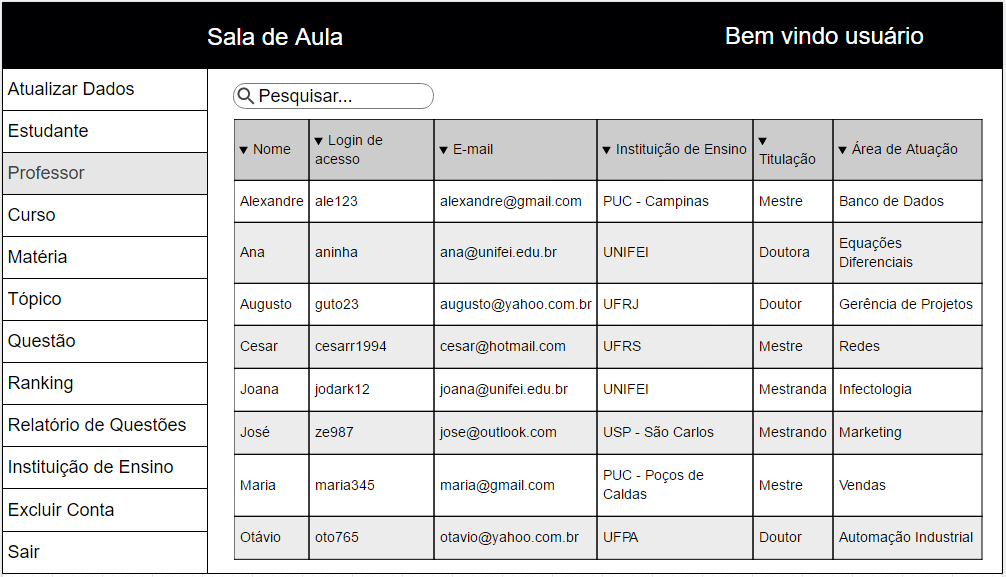 Sala de Aula
Bem vindo usuário
Atualizar Dados
Estudante
Professor
Curso
Matéria
Tópico
Questão
Ranking
Relatório de Questões
Instituição de Ensino
Excluir Conta
Sair
Pesquisar...
▼ Nome ▼ Login de acesso ▼ E-mail ▼ Instituição de Ensino ▼ Titulação ▼ Área de Atuação
Alexandre ale123 alexandre@gmail.com PUC - Campinas Mestre Banco de Dados
Ana aninha ana@unifei.edu.br UNIFEI Doutora Equações Diferenciais
Augusto guto23 augusto@yahoo.com.br UFRJ Doutor Gerência de Projetos
Cesar cesarr1994 cesar@hotmail.com UFRS Mestre Redes
Joana jodark12 joana@unifei.edu.br UNIFEI Mestranda Infectologia
José ze987 jose@outlook.com USP - São Carlos Mestrando Marketing
Maria maria345 maria@gmail.com PUC - Poços de Caldas Mestre Vendas
Otávio oto765 otavio@yahoo.com.br UFPA Doutor Automação Industrial